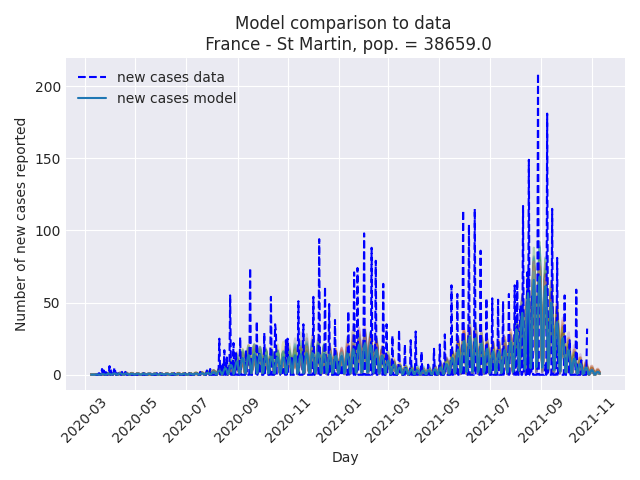 Model comparison to data
France - St Martin, pop. = 38659.0
new cases data
new cases model
Number of new cases reported
200
150
100
50
0
2020-03
2020-05
2020-07
2020-09
2020-11
2021-01
2021-03
2021-05
2021-07
2021-09
2021-11
Day